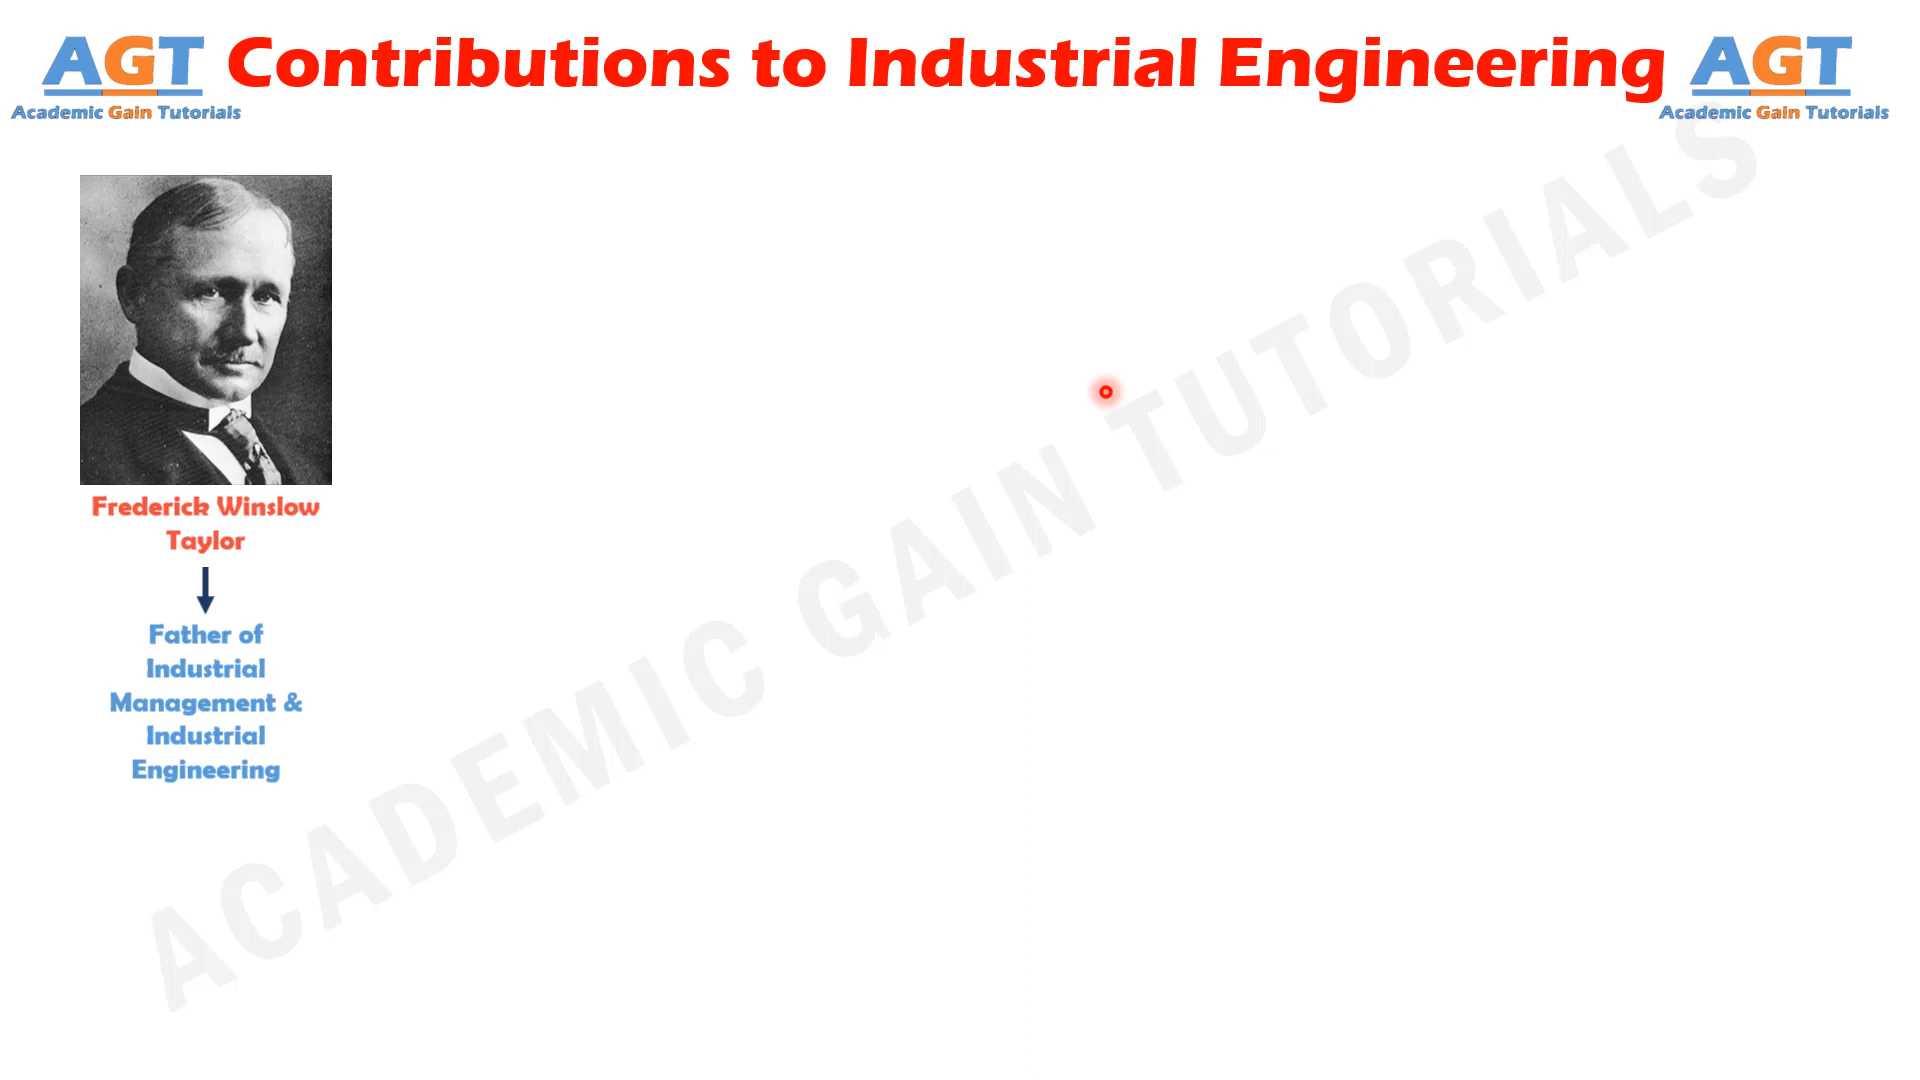 AGT
Academic Gain Tutorials
Contributions to Industrial Engineering
AGT
Academic Gain Tutorials
Frederick Winslow
Taylor
Father of
Industrial
Management &
Industrial
Engineering
ACADEMIC GAIN TUTORIALS